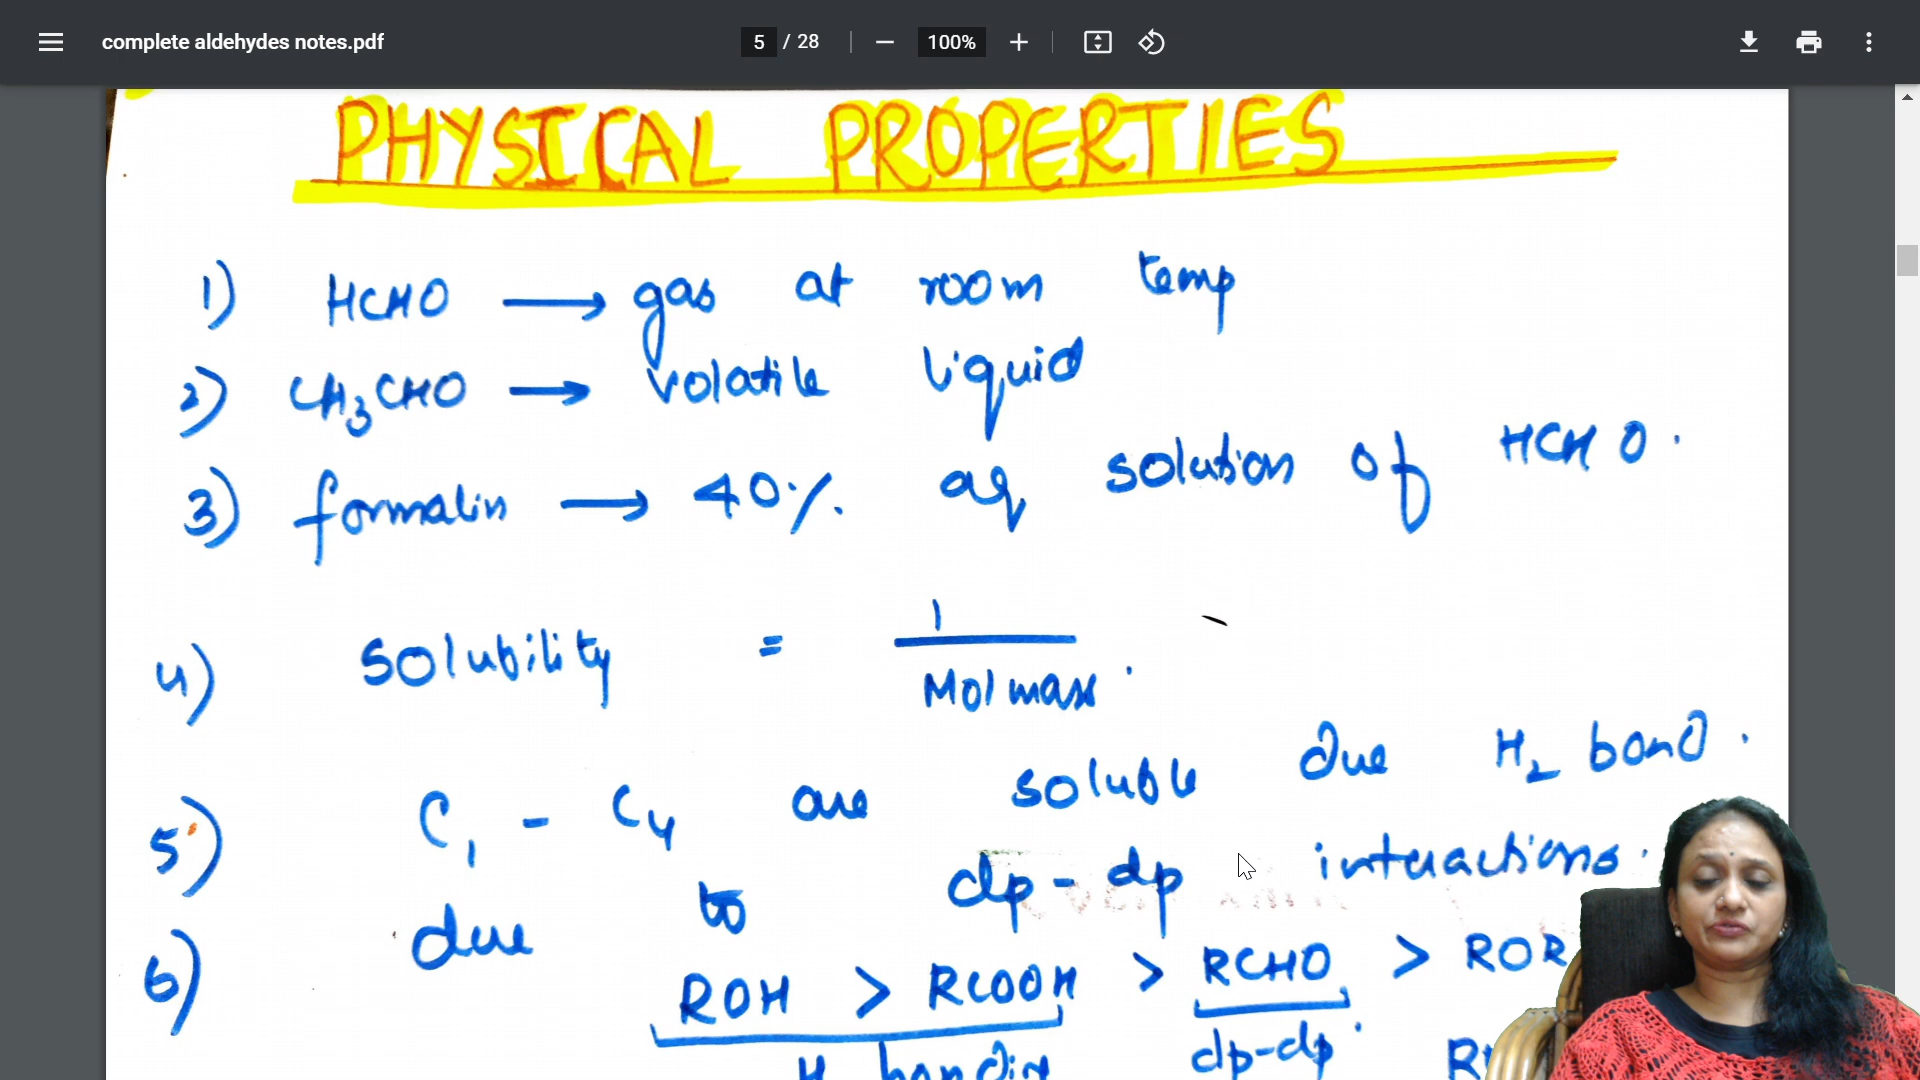 complete aldehydes notes.pdf
5 / 28
100%
PHYSICAL PROPERTIES
1) HCHO → gas at room temp
2) CH3CHO → volatile liquid
3) formalin → 40% aq solution of HCHO.
4) solubility = 1 / Mol mass.
5) C1 - C4 are soluble due H2 bond.
6) due to dp - dp interactions.
ROH > RCOOH > RCHO > ROR
dp-dp